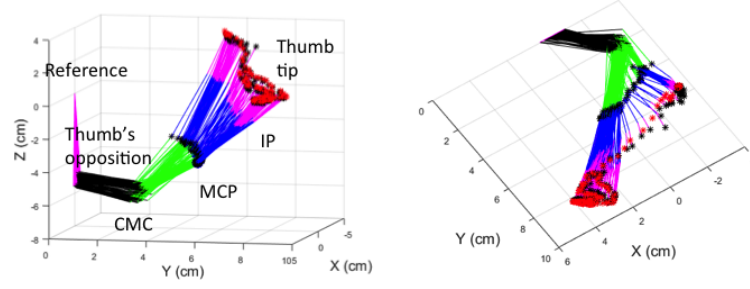 4
2
0
-2
-4
-6
-8
Z (cm)
Reference
Thumb's
opposition
CMC
MCP
IP
Thumb
tip
0
2
4
6
8
105
0
-5
Y (cm)
X (cm)
0
2
4
6
8
10
6
4
2
0
-2
Y (cm)
X (cm)